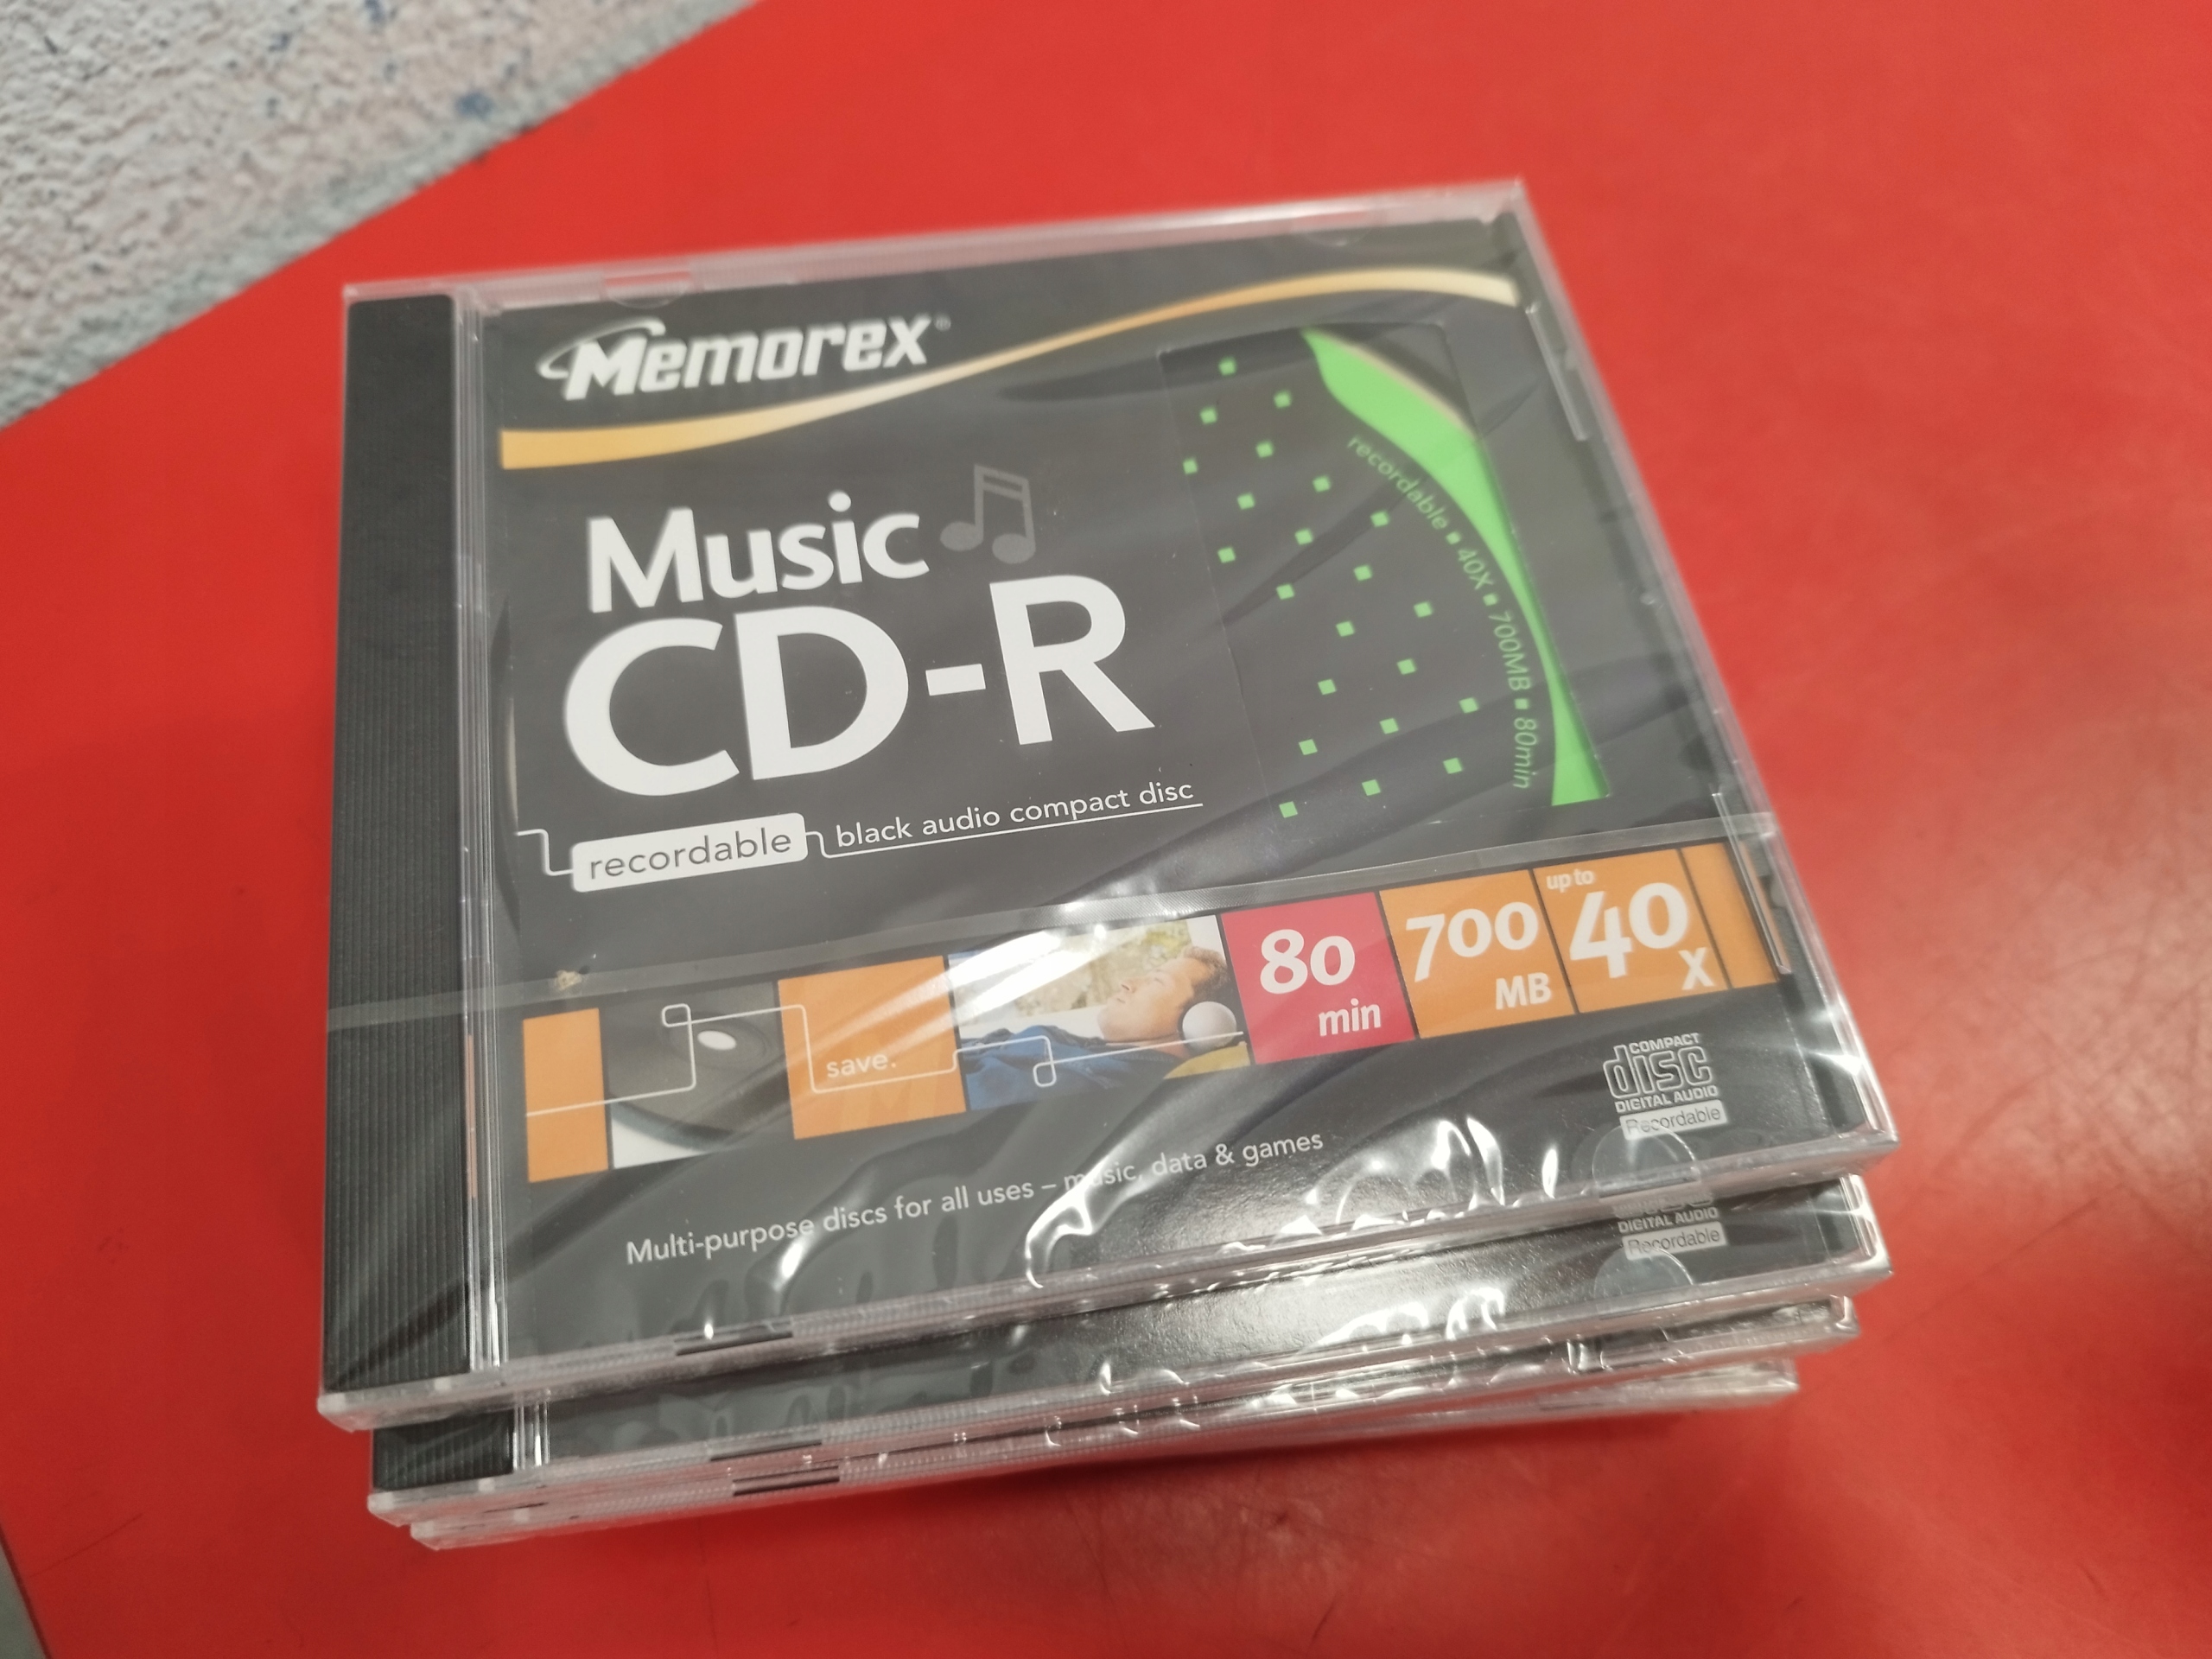 Memorex®
Music
CD-R
recordable black audio compact disc
recordable ▪ 40X ▪ 700MB ▪ 80min
save.
80 min
700 MB
up to 40 X
COMPACT
disc
DIGITAL AUDIO
Recordable
Multi-purpose discs for all uses – music, data & games
DIGITAL AUDIO
Recordable